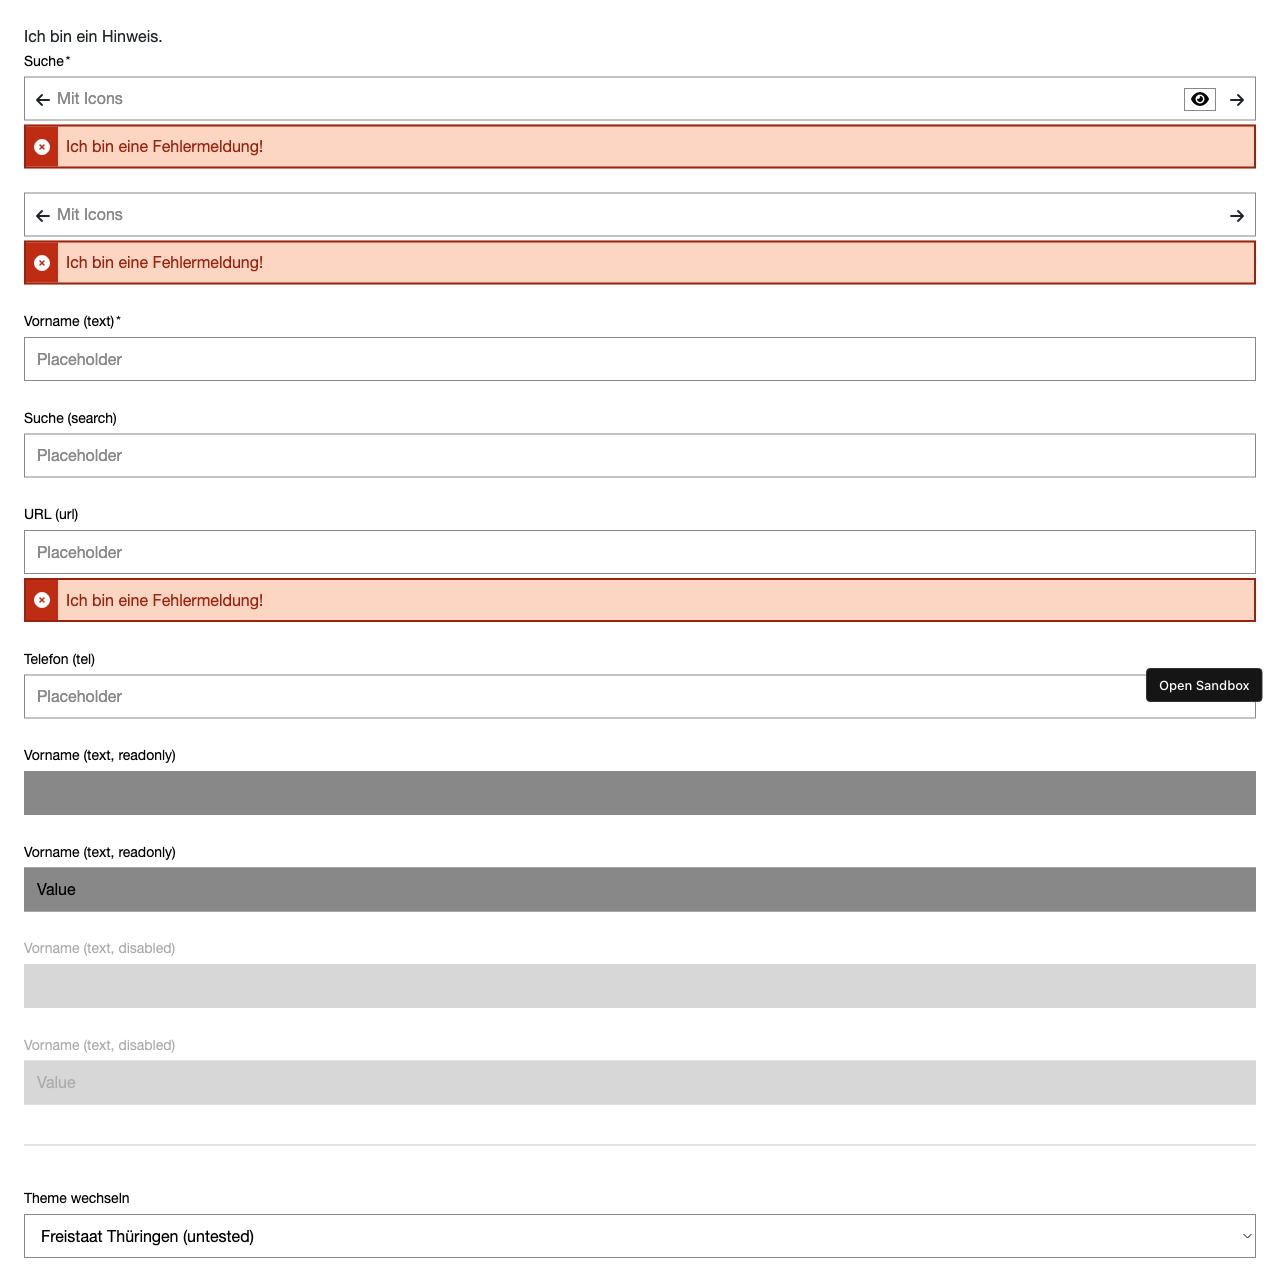 Ich bin ein Hinweis.
Suche*
Mit Icons
Ich bin eine Fehlermeldung!
Mit Icons
Ich bin eine Fehlermeldung!
Vorname (text)*
Placeholder
Suche (search)
Placeholder
URL (url)
Placeholder
Ich bin eine Fehlermeldung!
Telefon (tel)
Placeholder
Open Sandbox
Vorname (text, readonly)
Vorname (text, readonly)
Value
Vorname (text, disabled)
Vorname (text, disabled)
Value
Theme wechseln
Freistaat Thüringen (untested)